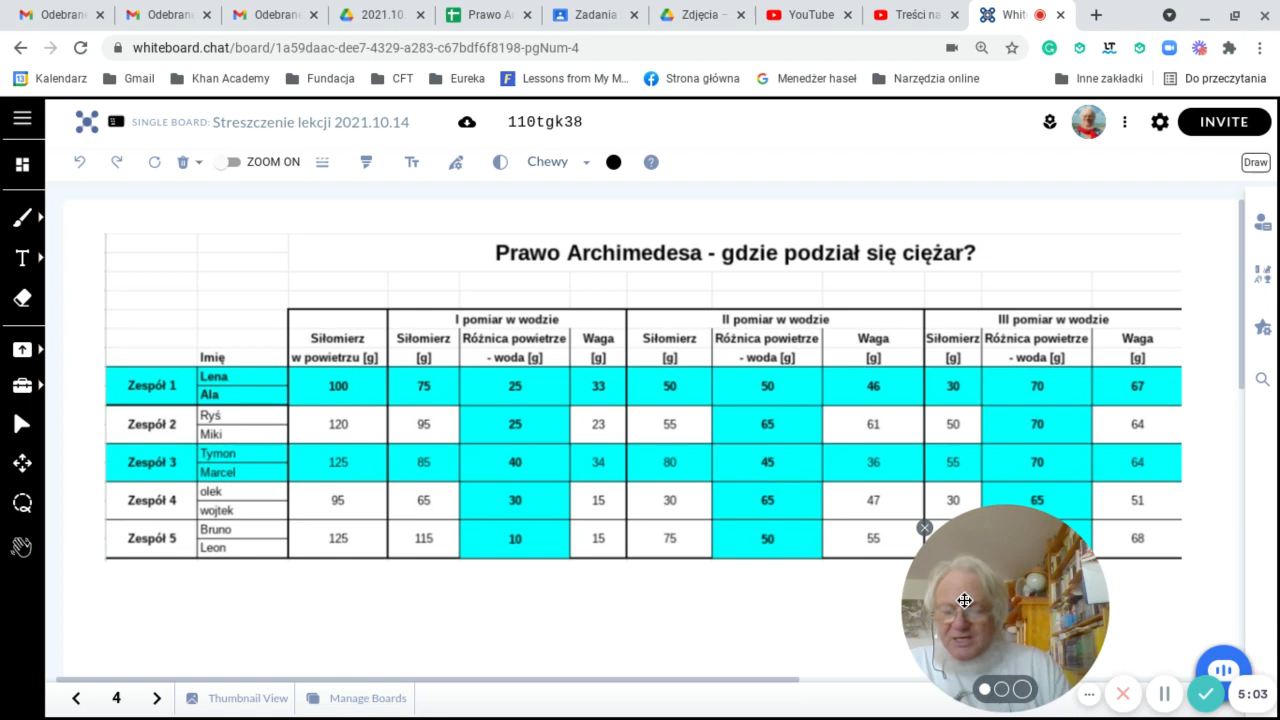 Odebrane
Odebrane
Odebrane
2021.10
Prawo A
Zadania
Zdjęcia –
YouTube
Treści na
Whit
whiteboard.chat/board/1a59daac-dee7-4329-a283-c67bdf6f8198-pgNum-4
Kalendarz
Gmail
Khan Academy
Fundacja
CFT
Eureka
Lessons from My M...
Strona główna
Menedżer haseł
Narzędzia online
Inne zakładki
Do przeczytania
SINGLE BOARD: Streszczenie lekcji 2021.10.14
110tgk38
INVITE
ZOOM ON
Chewy
Draw
Prawo Archimedesa - gdzie podział się ciężar?
I pomiar w wodzie II pomiar w wodzie III pomiar w wodzie
Siłomierz Siłomierz Różnica powietrze Waga Siłomierz Różnica powietrze Waga Siłomierz Różnica powietrze Waga
Imię w powietrzu [g] [g] - woda [g] [g] [g] - woda [g] [g] [g] - woda [g] [g]
Zespół 1 Lena Ala 100 75 25 33 50 50 46 30 70 67
Zespół 2 Ryś Miki 120 95 25 23 55 65 61 50 70 64
Zespół 3 Tymon Marcel 125 85 40 34 80 45 36 55 70 64
Zespół 4 olek wojtek 95 65 30 15 30 65 47 30 65 51
Zespół 5 Bruno Leon 125 115 10 15 75 50 55 68
4
Thumbnail View
Manage Boards
5:03